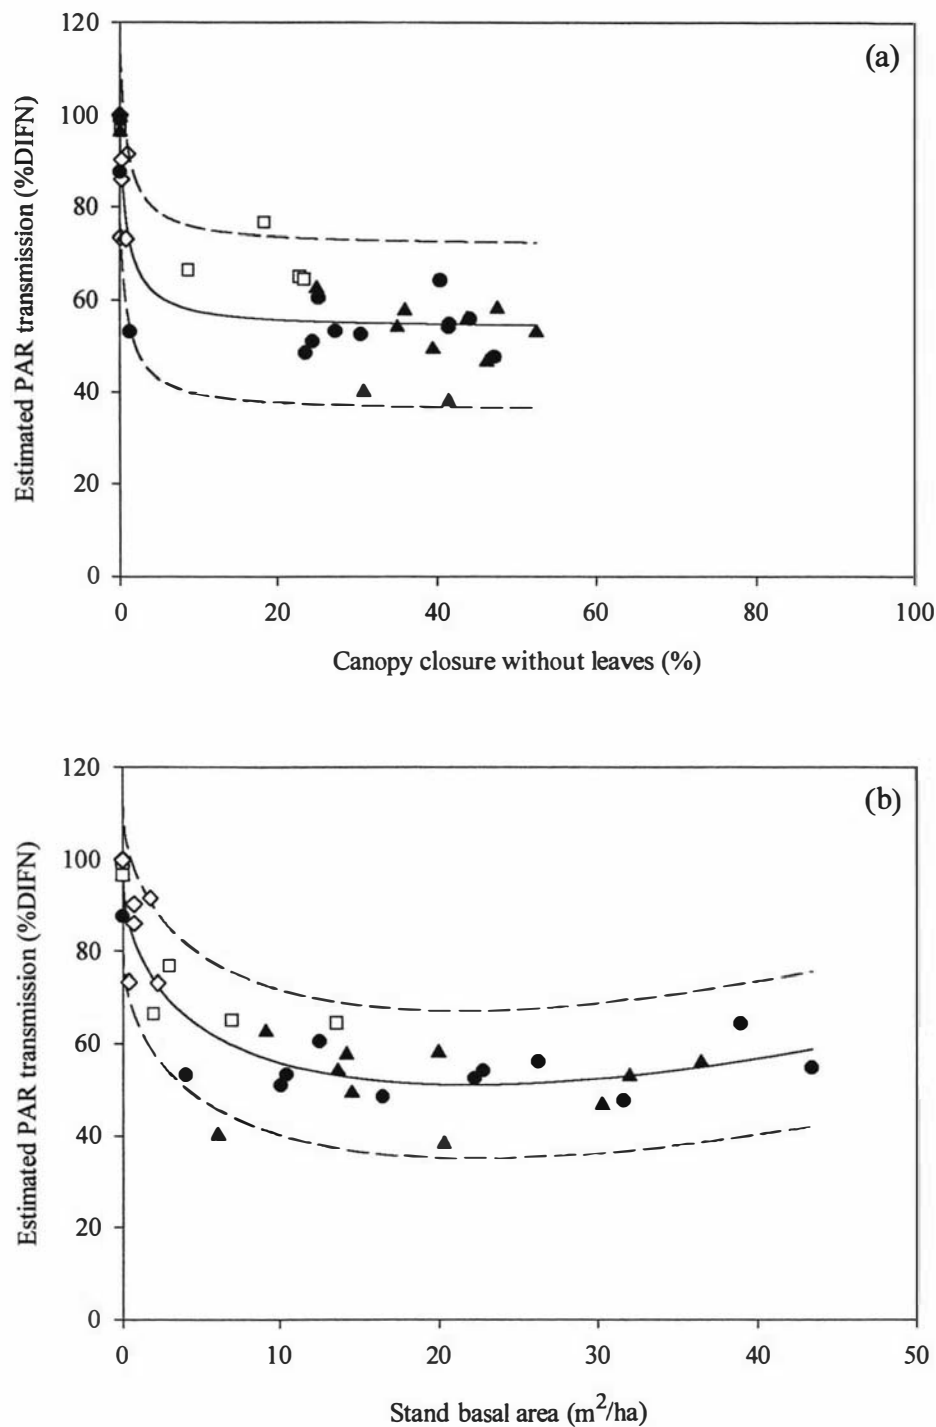 120
(a)
100
80
60
40
20
0
Estimated PAR transmission (%DIFN)
0 20 40 60 80 100
Canopy closure without leaves (%)
120
(b)
100
80
60
40
20
0
Estimated PAR transmission (%DIFN)
0 10 20 30 40 50
Stand basal area (m²/ha)